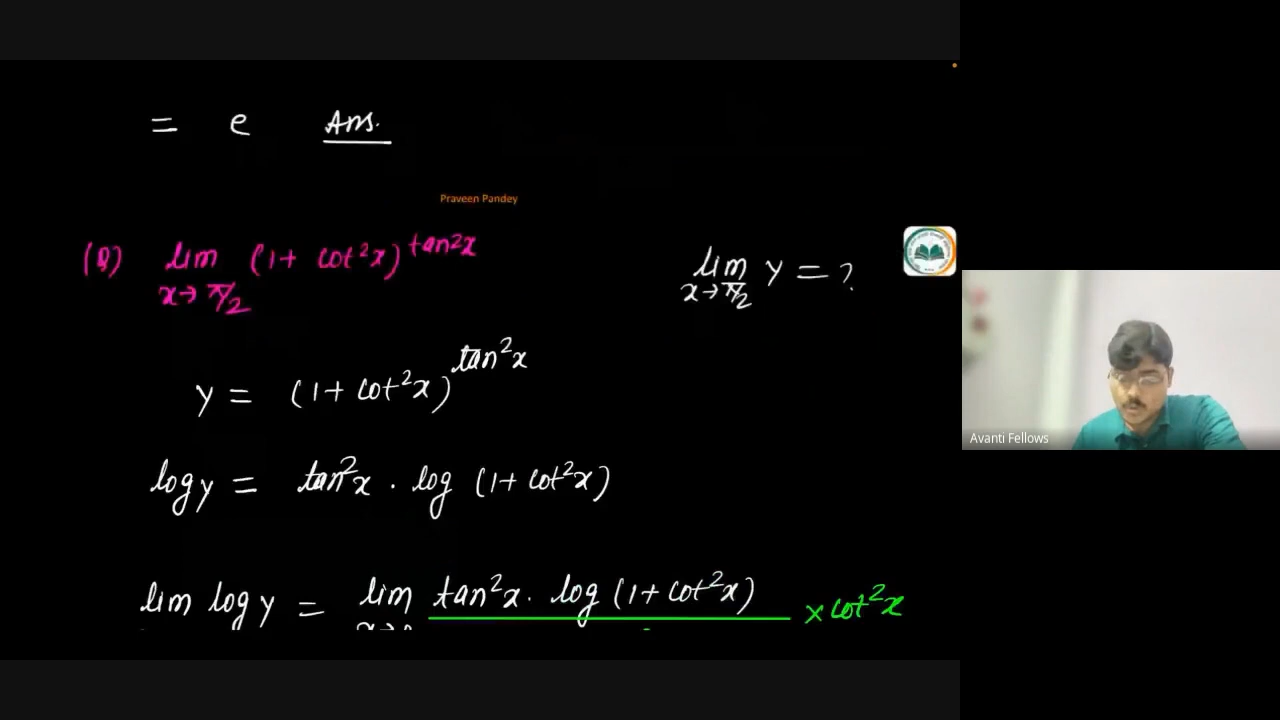 = e Ans.
Praveen Pandey
(Q) lim (1+ cot²x)^tan²x
x→π/2
lim y = ?
x→π/2
y = (1+ cot²x)^tan²x
log y = tan²x . log (1+ cot²x)
lim log y = lim tan²x . log (1+ cot²x) × cot²x
Avanti Fellows